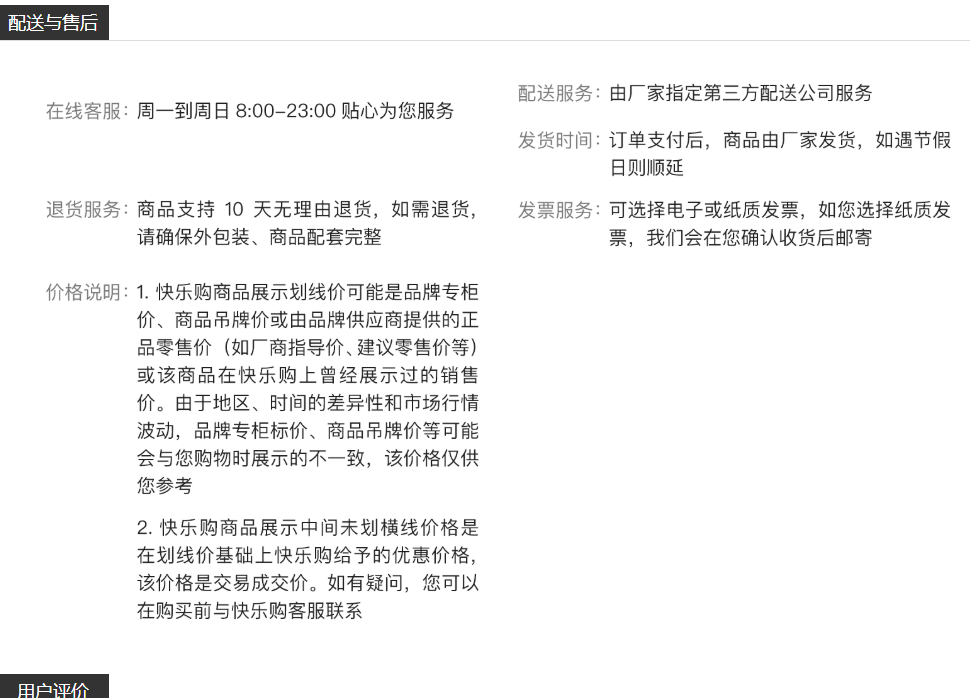 配送与售后
在线客服：周一到周日 8:00-23:00 贴心为您服务
配送服务：由厂家指定第三方配送公司服务
发货时间：订单支付后，商品由厂家发货，如遇节假
日则顺延
退货服务：商品支持 10 天无理由退货，如需退货，
请确保外包装、商品配套完整
发票服务：可选择电子或纸质发票，如您选择纸质发
票，我们会在您确认收货后邮寄
价格说明：1. 快乐购商品展示划线价可能是品牌专柜
价、商品吊牌价或由品牌供应商提供的正
品零售价（如厂商指导价、建议零售价等）
或该商品在快乐购上曾经展示过的销售
价。由于地区、时间的差异性和市场行情
波动，品牌专柜标价、商品吊牌价等可能
会与您购物时展示的不一致，该价格仅供
您参考
2. 快乐购商品展示中间未划横线价格是
在划线价基础上快乐购给予的优惠价格，
该价格是交易成交价。如有疑问，您可以
在购买前与快乐购客服联系
用户评价